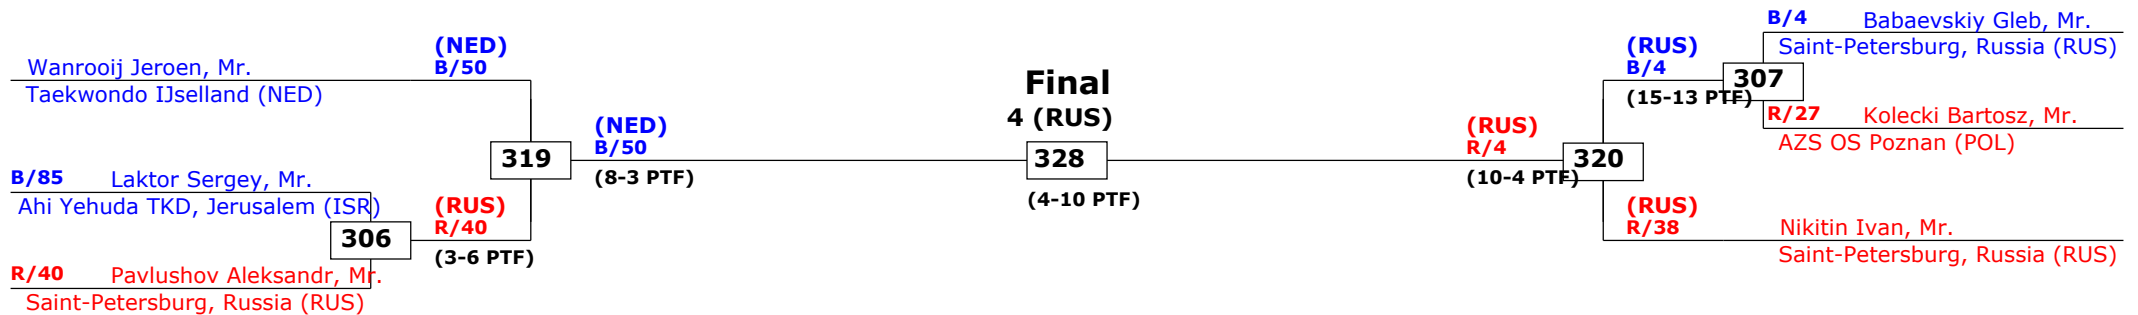 Wanrooij Jeroen, Mr.
Taekwondo IJselland (NED)
B/85 Laktor Sergey, Mr.
Ahi Yehuda TKD, Jerusalem (ISR)
306
R/40 Pavlushov Aleksandr, Mr.
Saint-Petersburg, Russia (RUS)
(NED)
B/50
(RUS)
R/40
(3-6 PTF)
319
(NED)
B/50
(8-3 PTF)
Final
4 (RUS)
328
(4-10 PTF)
(RUS)
R/4
(10-4 PTF)
320
(RUS)
B/4
(15-13 PTF)
(RUS)
R/38
307
B/4 Babaevskiy Gleb, Mr.
Saint-Petersburg, Russia (RUS)
R/27 Kolecki Bartosz, Mr.
AZS OS Poznan (POL)
Nikitin Ivan, Mr.
Saint-Petersburg, Russia (RUS)